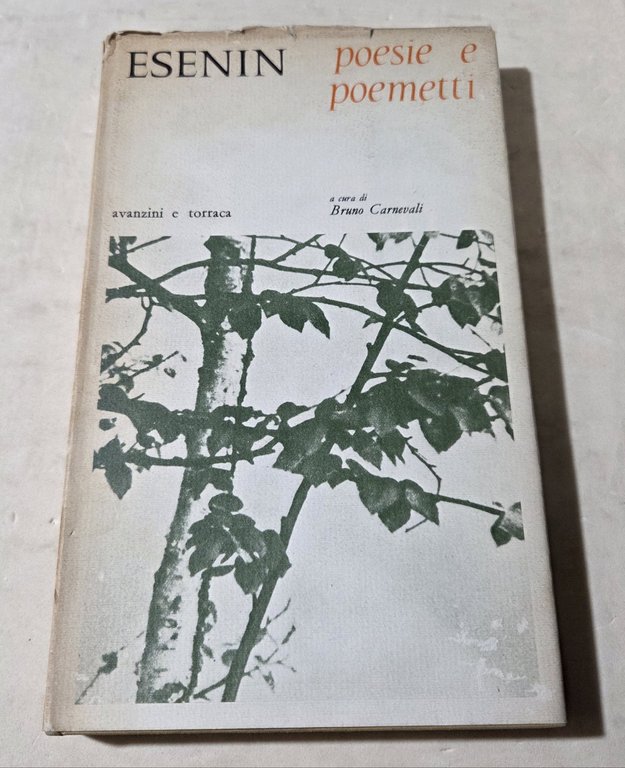 ESENIN poesie e
poemetti
a cura di
avanzini e torraca Bruno Carnevali